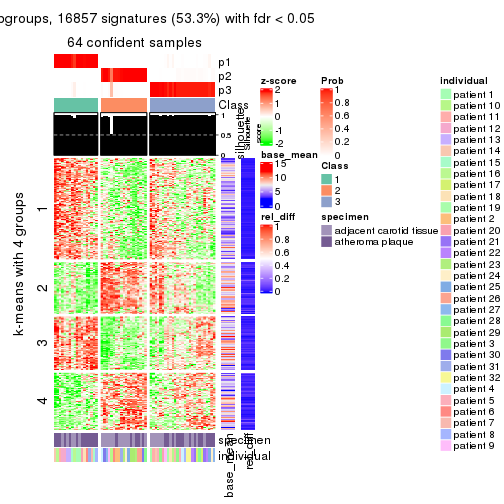 ogroups, 16857 signatures (53.3%) with fdr < 0.05
64 confident samples
p1
p2
p3
Class
1
0.5
0
silhouette
score
k-means with 4 groups
1
2
3
4
specimen
individual
base_mean
rel_diff
z-score
2
1
0
-1
-2
base_mean
15
10
5
0
rel_diff
1
0.8
0.6
0.4
0.2
0
Prob
1
0.8
0.6
0.4
0.2
0
Class
1
2
3
specimen
adjacent carotid tissue
atheroma plaque
individual
patient 1
patient 10
patient 11
patient 12
patient 13
patient 14
patient 15
patient 16
patient 17
patient 18
patient 19
patient 2
patient 20
patient 21
patient 22
patient 23
patient 24
patient 25
patient 26
patient 27
patient 28
patient 29
patient 3
patient 30
patient 31
patient 32
patient 4
patient 5
patient 6
patient 7
patient 8
patient 9